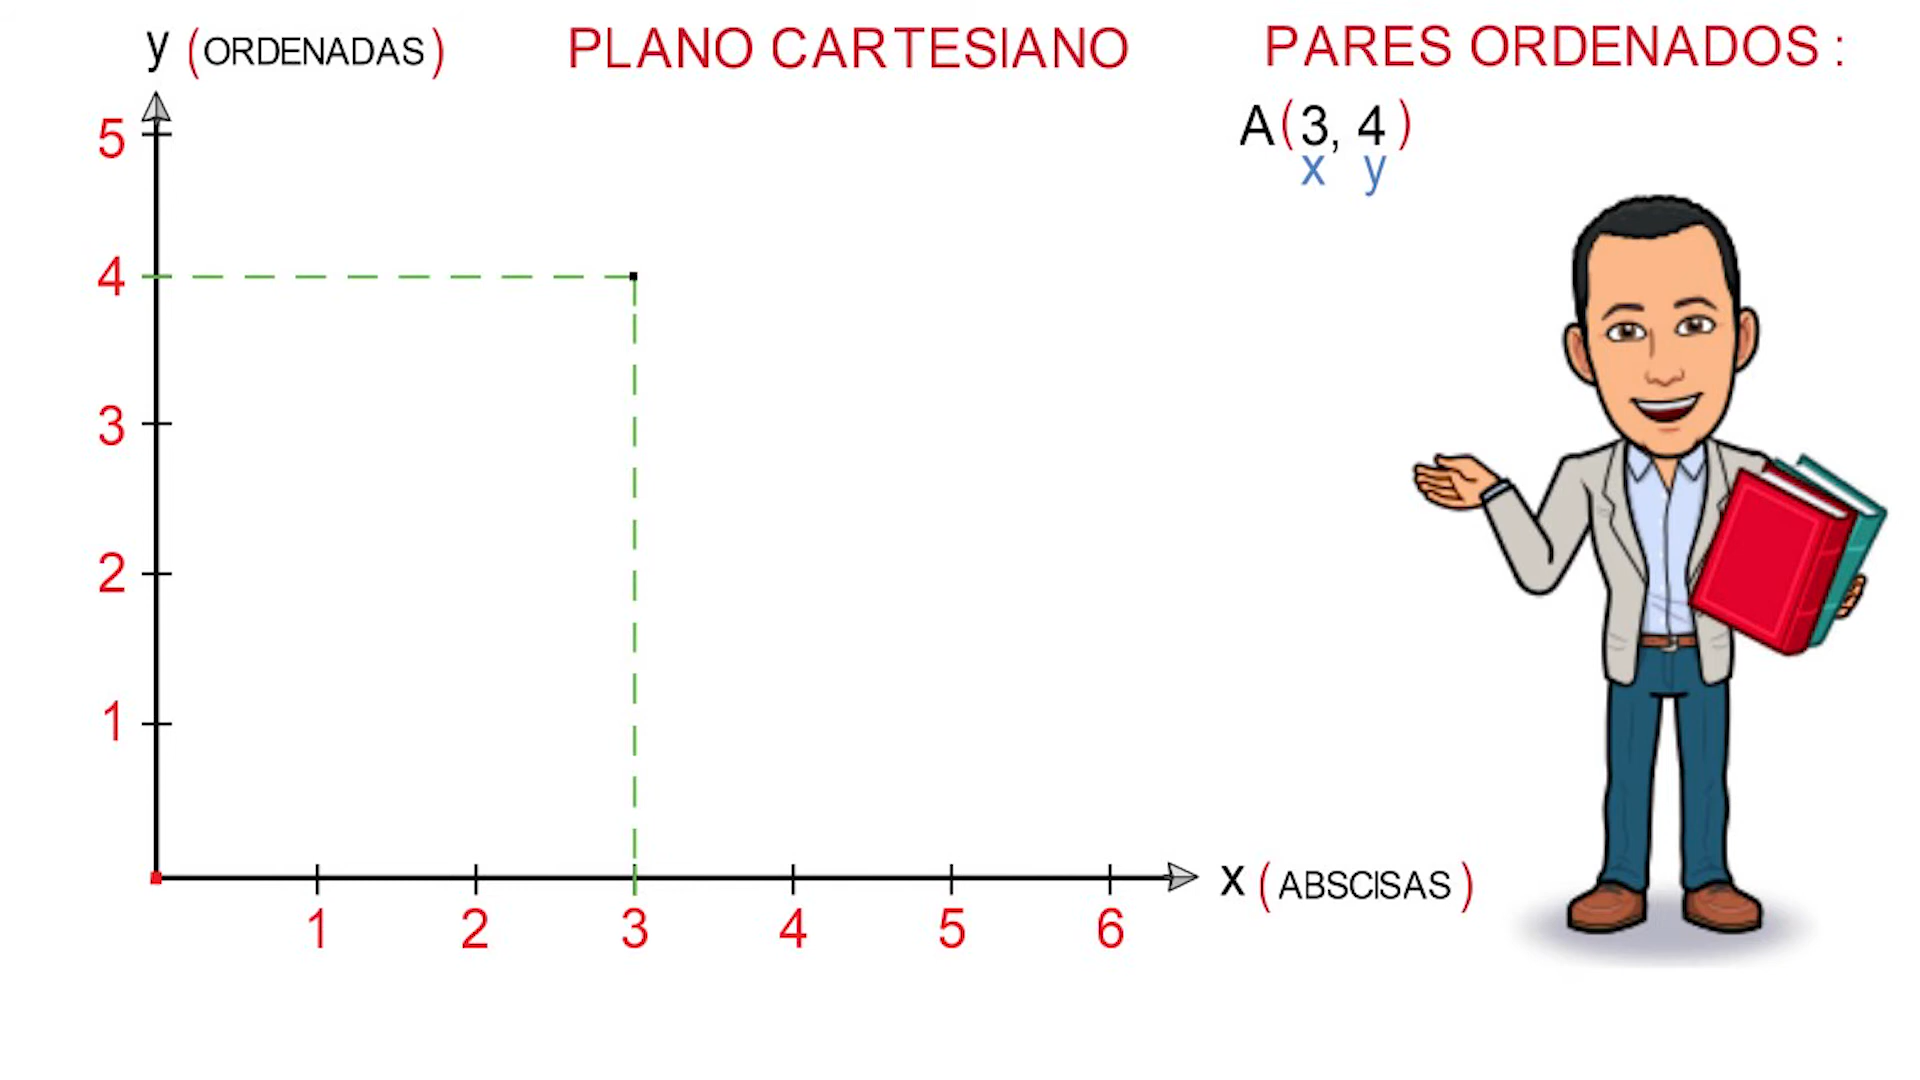 y (ORDENADAS)
PLANO CARTESIANO
PARES ORDENADOS :
A(3, 4)
x y
5
4
3
2
1
x (ABSCISAS)
1 2 3 4 5 6